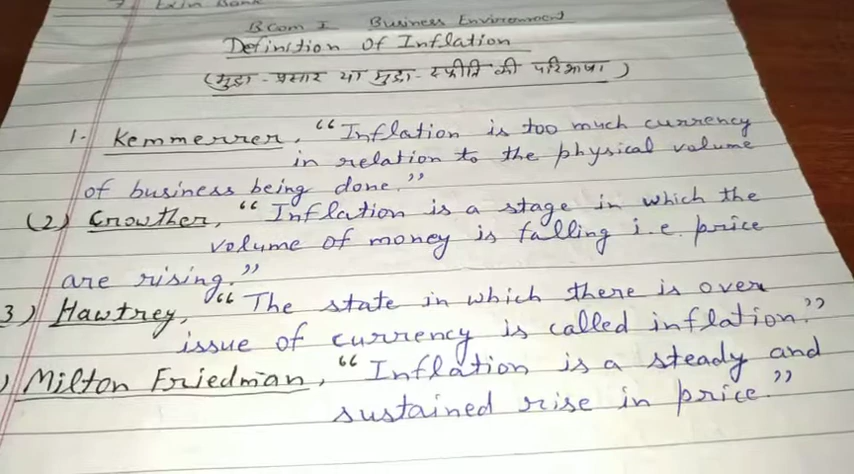 Exim Bank
BCom I Business Environment
Definition Of Inflation
(मुद्रा-प्रसार या मुद्रा-स्फीति की परिभाषा)
1. Kemmerrer, “Inflation is too much currency
in relation to the physical volume
of business being done.”
(2) Crowther, “Inflation is a stage in which the
volume of money is falling i.e. price
are rising.”
3) Hawtrey, “The state in which there is over
issue of currency is called inflation.”
) Milton Friedman, “Inflation is a steady and
sustained rise in price.”